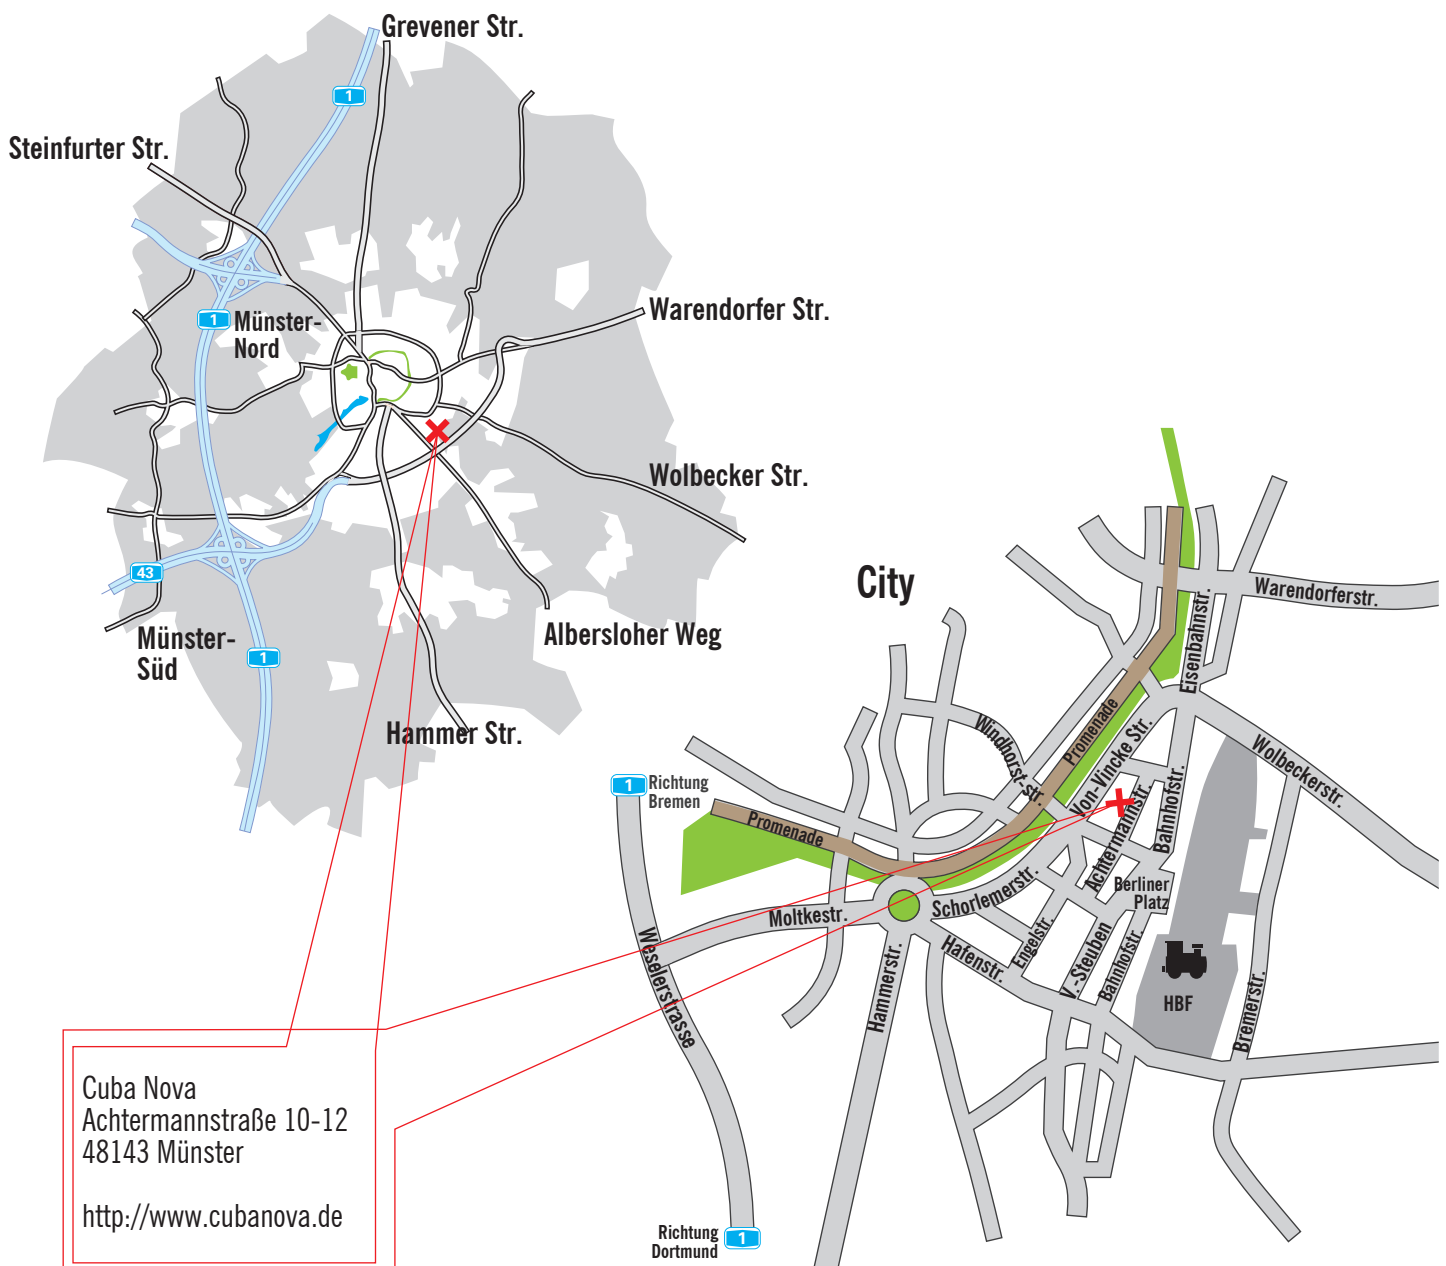 Grevener Str.
1
Steinfurter Str.
1
Münster-
Nord
Warendorfer Str.
Wolbecker Str.
43
Münster-
Süd
1
Albersloher Weg
Hammer Str.
City
Warendorferstr.
Eisenbahnstr.
Promenade
Windhorst-str.
Von-Vincke Str.
Wolbeckerstr.
1
Richtung
Bremen
Promenade
Achtermannstr.
Bahnhofstr.
Berliner
Platz
Schorlemerstr.
Moltkestr.
Engelstr.
Hafenstr.
V.-Steuben
Bahnhofstr.
Weselerstrasse
Hammerstr.
HBF
Bremerstr.
Cuba Nova
Achtermannstraße 10-12
48143 Münster
http://www.cubanova.de
Richtung
Dortmund
1